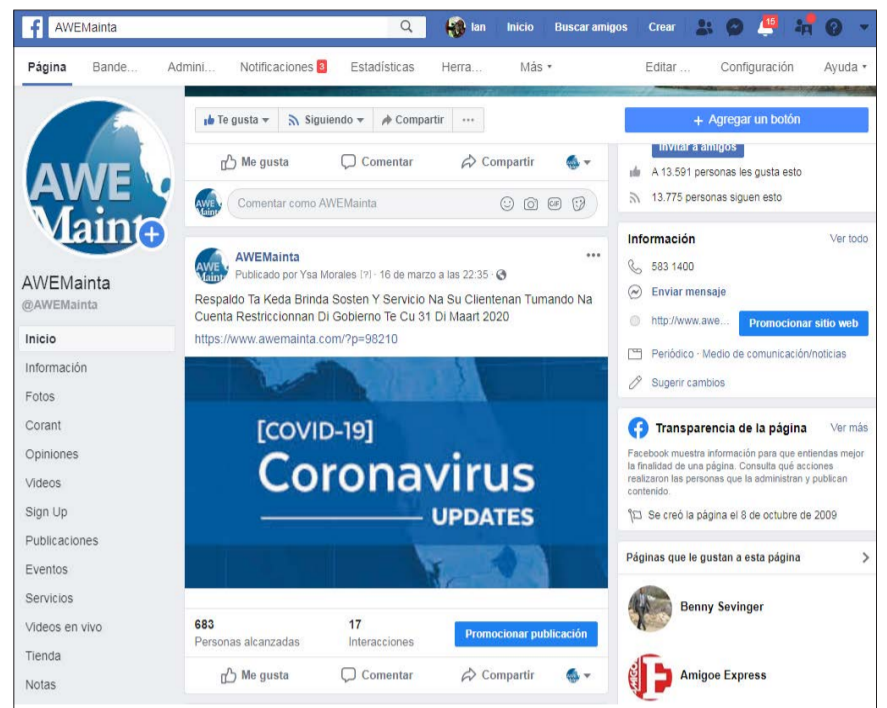 AWEMainta
Ian Inicio Buscar amigos Crear 15
Página Bande... Admini... Notificaciones 3 Estadísticas Herra... Más Editar ... Configuración Ayuda
AWE
Mainta
AWEMainta
@AWEMainta
Inicio
Información
Fotos
Corant
Opiniones
Videos
Sign Up
Publicaciones
Eventos
Servicios
Videos en vivo
Tienda
Notas
Te gusta Siguiendo Compartir ...
Me gusta Comentar Compartir
Comentar como AWEMainta GIF
AWEMainta
Publicado por Ysa Morales [?] · 16 de marzo a las 22:35 ·
Respaldo Ta Keda Brinda Sosten Y Servicio Na Su Clientenan Tumando Na
Cuenta Restriccionnan Di Gobierno Te Cu 31 Di Maart 2020
https://www.awemainta.com/?p=98210
[COVID-19]
Coronavirus
UPDATES
683
Personas alcanzadas
17
Interacciones
Promocionar publicación
Me gusta Comentar Compartir
+ Agregar un botón
Invitar a amigos
A 13.591 personas les gusta esto
13.775 personas siguen esto
Información Ver todo
583 1400
Enviar mensaje
http://www.awe... Promocionar sitio web
Periódico · Medio de comunicación/noticias
Sugerir cambios
Transparencia de la página Ver más
Facebook muestra información para que entiendas mejor
la finalidad de una página. Consulta qué acciones
realizaron las personas que la administran y publican
contenido.
Se creó la página el 8 de octubre de 2009
Páginas que le gustan a esta página
Benny Sevinger
Amigoe Express